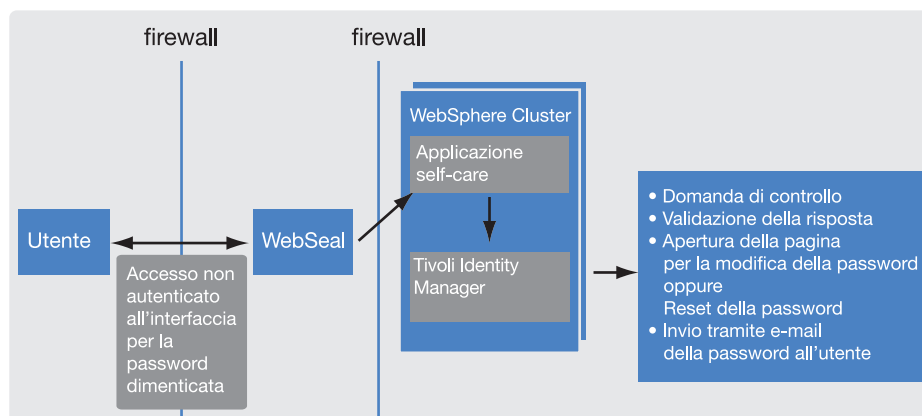 firewall
firewall
WebSphere Cluster
Applicazione
self-care
Utente
WebSeal
Tivoli Identity
Manager
Accesso non
autenticato
all'interfaccia
per la
password
dimenticata
• Domanda di controllo
• Validazione della risposta
• Apertura della pagina
per la modifica della password
oppure
Reset della password
• Invio tramite e-mail
della password all'utente